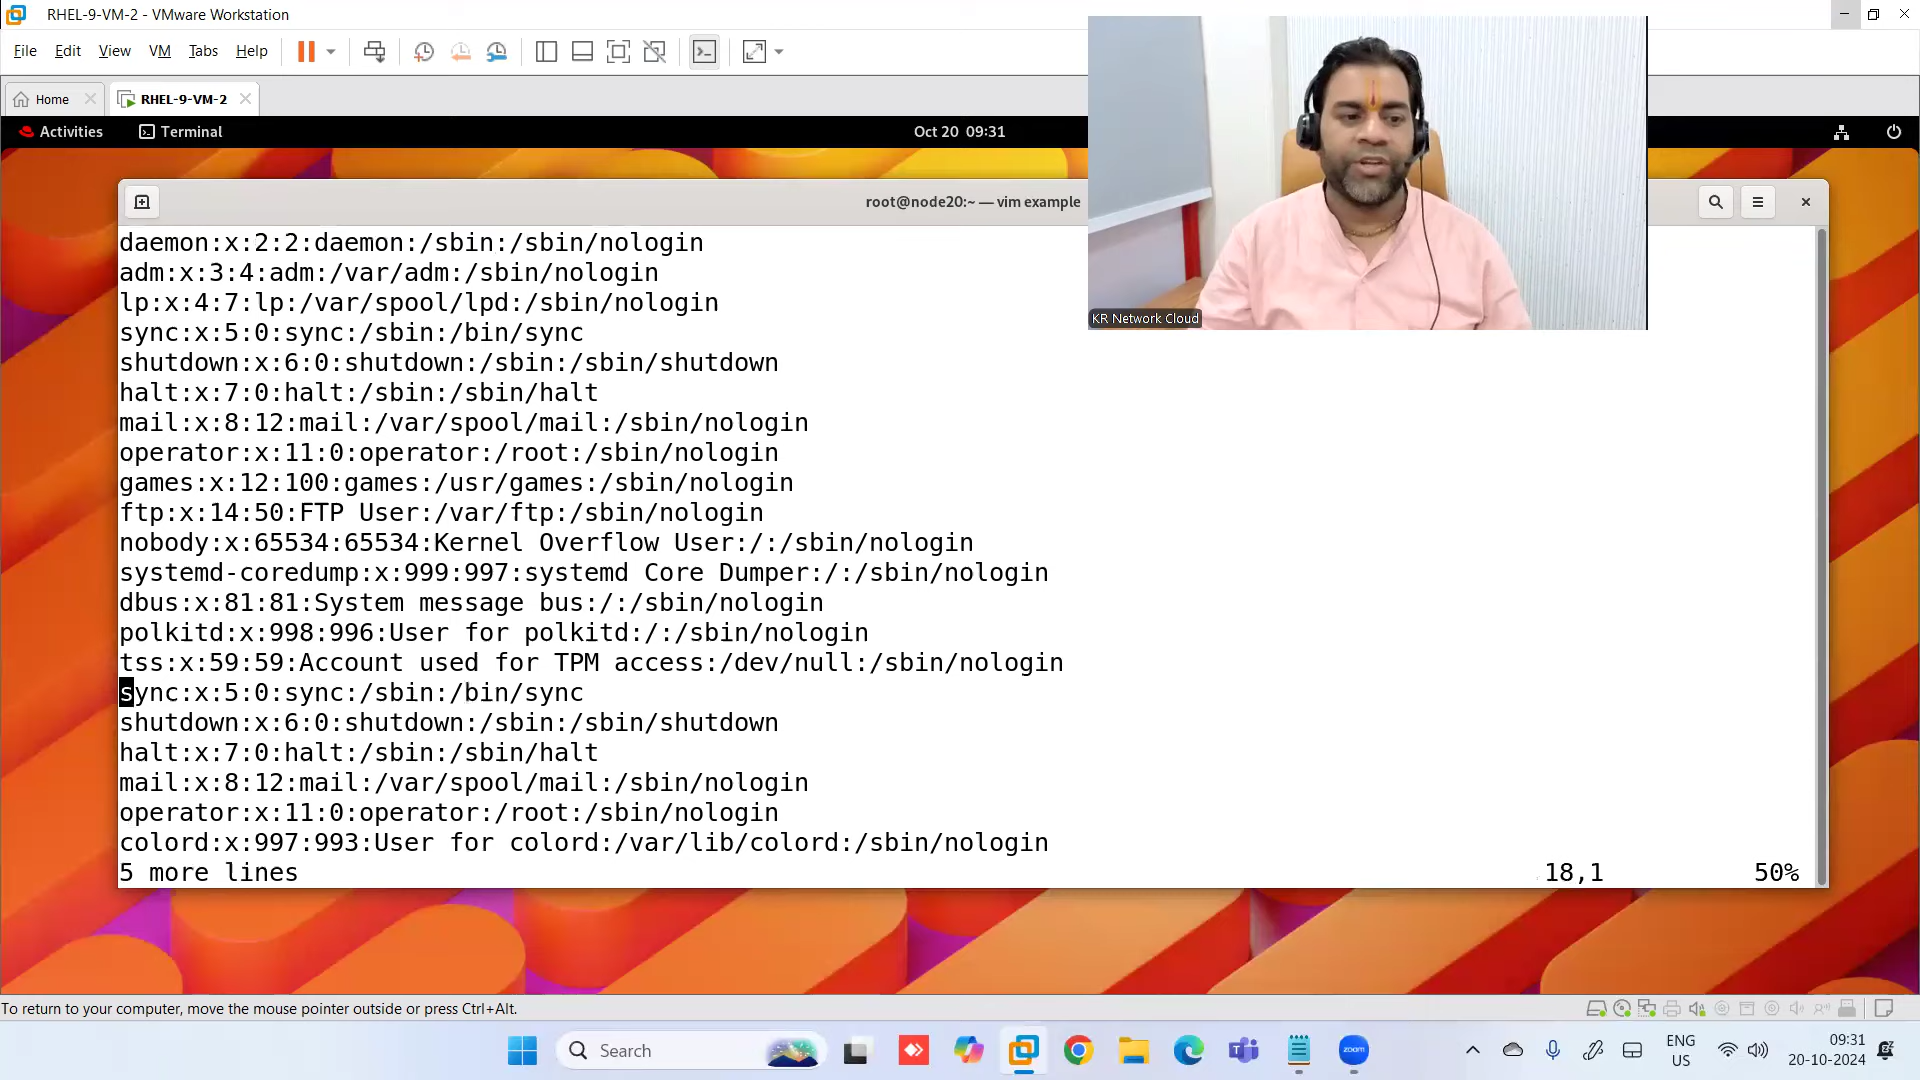 RHEL-9-VM-2 - VMware Workstation
File Edit View VM Tabs Help
Home RHEL-9-VM-2
Activities Terminal Oct 20 09:31
root@node20:~ — vim example
KR Network Cloud
daemon:x:2:2:daemon:/sbin:/sbin/nologin
adm:x:3:4:adm:/var/adm:/sbin/nologin
lp:x:4:7:lp:/var/spool/lpd:/sbin/nologin
sync:x:5:0:sync:/sbin:/bin/sync
shutdown:x:6:0:shutdown:/sbin:/sbin/shutdown
halt:x:7:0:halt:/sbin:/sbin/halt
mail:x:8:12:mail:/var/spool/mail:/sbin/nologin
operator:x:11:0:operator:/root:/sbin/nologin
games:x:12:100:games:/usr/games:/sbin/nologin
ftp:x:14:50:FTP User:/var/ftp:/sbin/nologin
nobody:x:65534:65534:Kernel Overflow User:/:/sbin/nologin
systemd-coredump:x:999:997:systemd Core Dumper:/:/sbin/nologin
dbus:x:81:81:System message bus:/:/sbin/nologin
polkitd:x:998:996:User for polkitd:/:/sbin/nologin
tss:x:59:59:Account used for TPM access:/dev/null:/sbin/nologin
sync:x:5:0:sync:/sbin:/bin/sync
shutdown:x:6:0:shutdown:/sbin:/sbin/shutdown
halt:x:7:0:halt:/sbin:/sbin/halt
mail:x:8:12:mail:/var/spool/mail:/sbin/nologin
operator:x:11:0:operator:/root:/sbin/nologin
colord:x:997:993:User for colord:/var/lib/colord:/sbin/nologin
5 more lines 18,1 50%
To return to your computer, move the mouse pointer outside or press Ctrl+Alt.
Search
zoom
ENG
US
09:31
20-10-2024